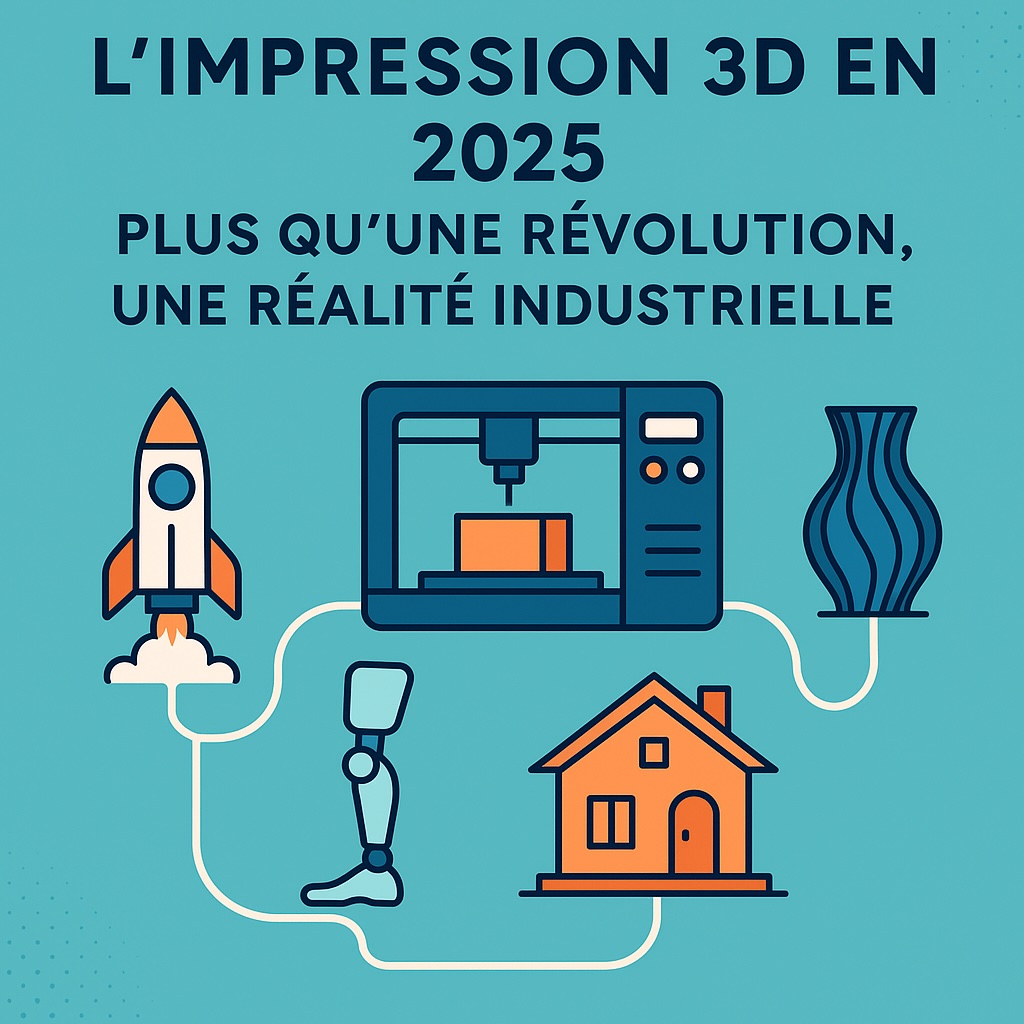 L'IMPRESSION 3D EN
2025
PLUS QU'UNE RÉVOLUTION,
UNE RÉALITÉ INDUSTRIELLE